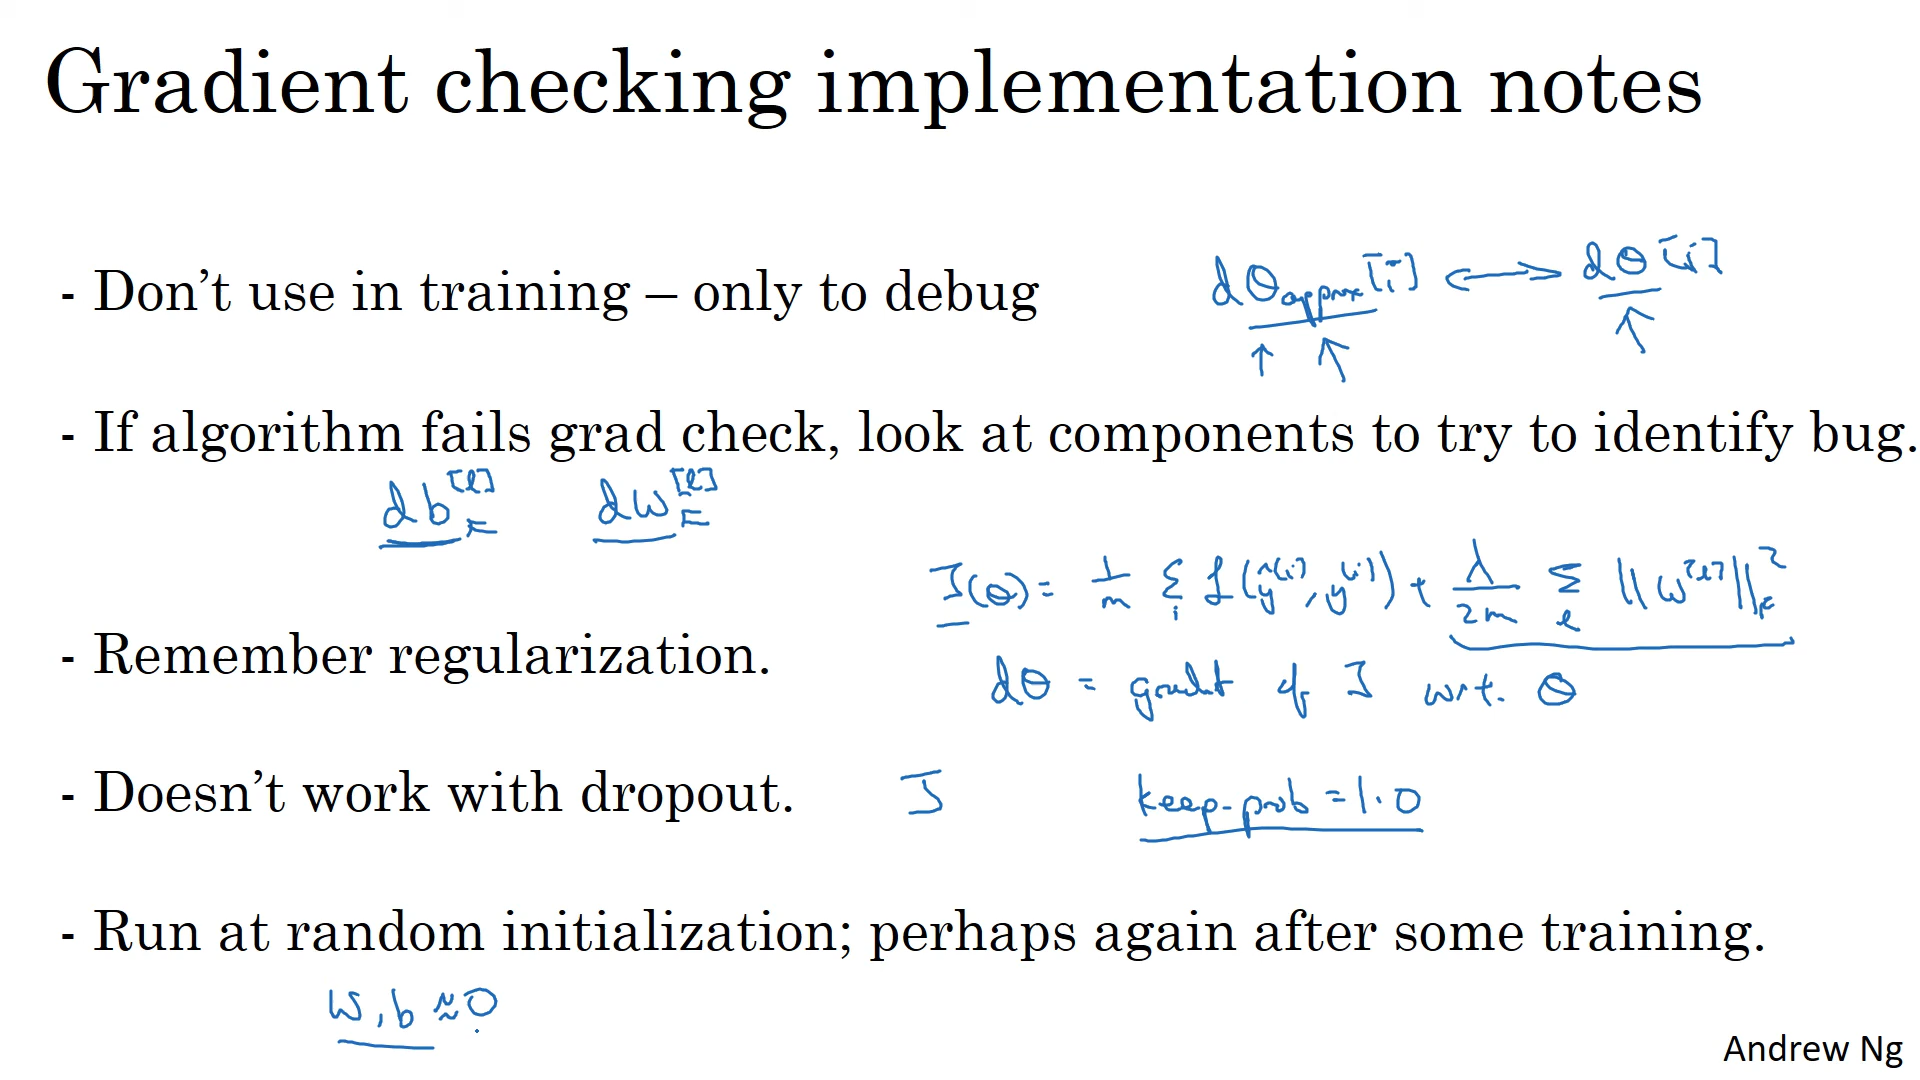 Gradient checking implementation notes
- Don’t use in training – only to debug
dθapprox[i] ⟷ dθ[i]
↑ ↑ ↑
- If algorithm fails grad check, look at components to try to identify bug.
db[l] dw[l]
J(θ) = 1/m Σi L(ŷ(i), y(i)) + λ/2m Σl ||w[l]||²F
- Remember regularization.
dθ = gradt of J wrt. θ
- Doesn’t work with dropout. J keep-prob = 1.0
- Run at random initialization; perhaps again after some training.
w, b ≈ 0
Andrew Ng